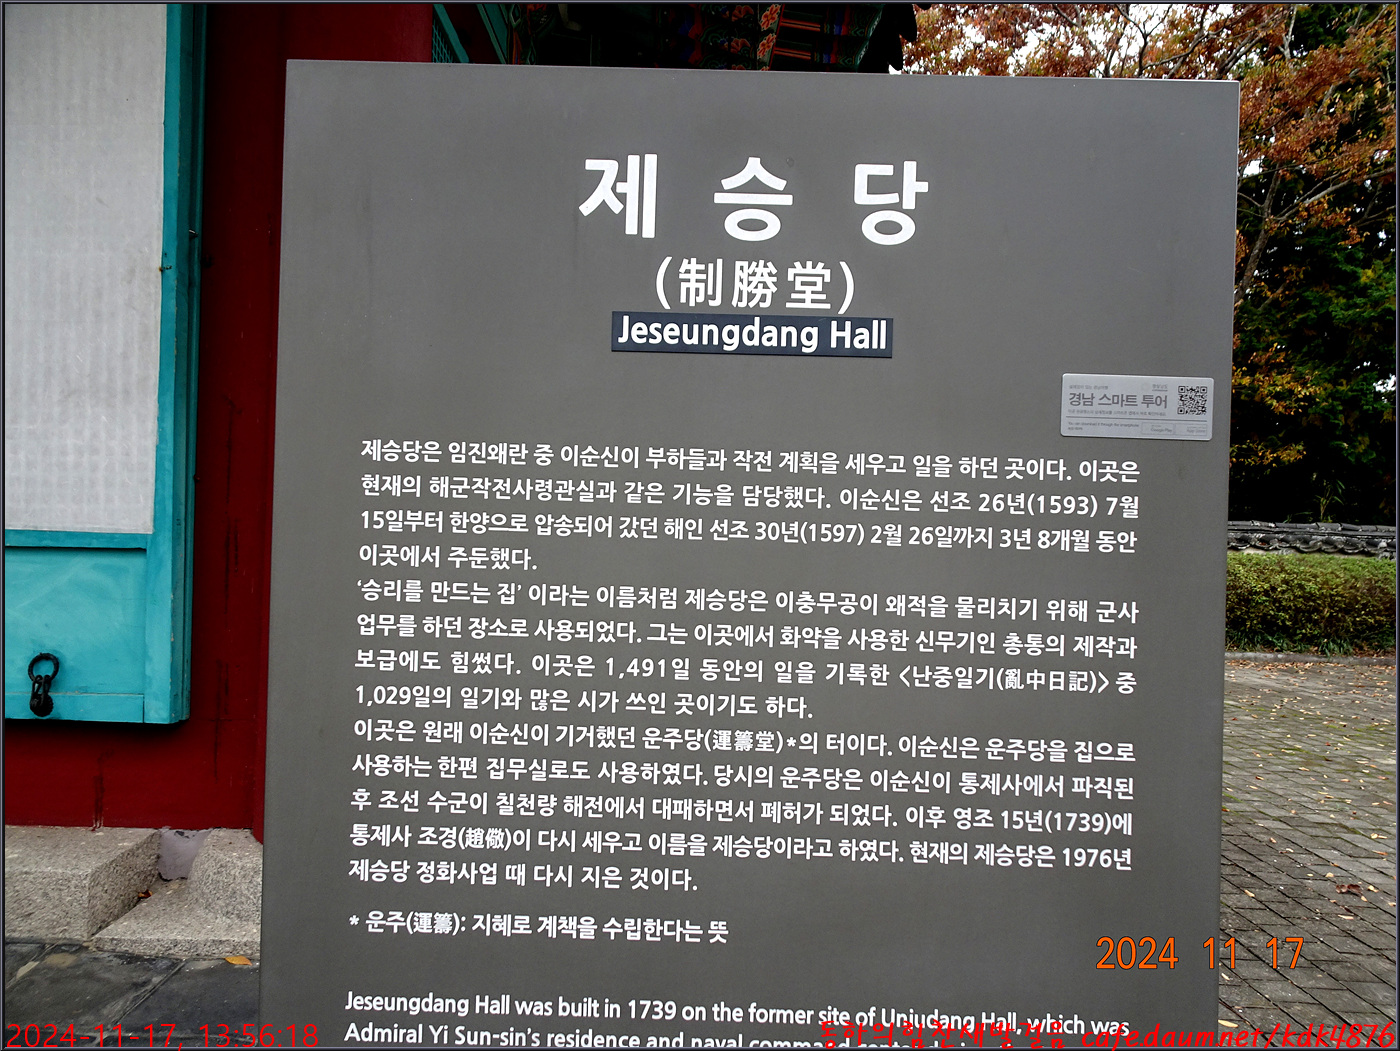 제승당
(制勝堂)
Jeseungdang Hall
경남 스마트 투어
제승당은 임진왜란 중 이순신이 부하들과 작전 계획을 세우고 일을 하던 곳이다. 이곳은
현재의 해군작전사령관실과 같은 기능을 담당했다. 이순신은 선조 26년(1593) 7월
15일부터 한양으로 압송되어 갔던 해인 선조 30년(1597) 2월 26일까지 3년 8개월 동안
이곳에서 주둔했다.
‘승리를 만드는 집’ 이라는 이름처럼 제승당은 이충무공이 왜적을 물리치기 위해 군사
업무를 하던 장소로 사용되었다. 그는 이곳에서 화약을 사용한 신무기인 총통의 제작과
보급에도 힘썼다. 이곳은 1,491일 동안의 일을 기록한 <난중일기(亂中日記)> 중
1,029일의 일기와 많은 시가 쓰인 곳이기도 하다.
이곳은 원래 이순신이 기거했던 운주당(運籌堂)*의 터이다. 이순신은 운주당을 집으로
사용하는 한편 집무실로도 사용하였다. 당시의 운주당은 이순신이 통제사에서 파직된
후 조선 수군이 칠천량 해전에서 대패하면서 폐허가 되었다. 이후 영조 15년(1739)에
통제사 조경(趙儆)이 다시 세우고 이름을 제승당이라고 하였다. 현재의 제승당은 1976년
제승당 정화사업 때 다시 지은 것이다.
* 운주(運籌): 지혜로 계책을 수립한다는 뜻
2024 11 17
Jeseungdang Hall was built in 1739 on the former site of Unjudang Hall, which was
Admiral Yi Sun-sin’s residence and naval command
2024-11-17, 13:56:18
동하의힘찬새발걸음 cafe.daum.net/kdk4876